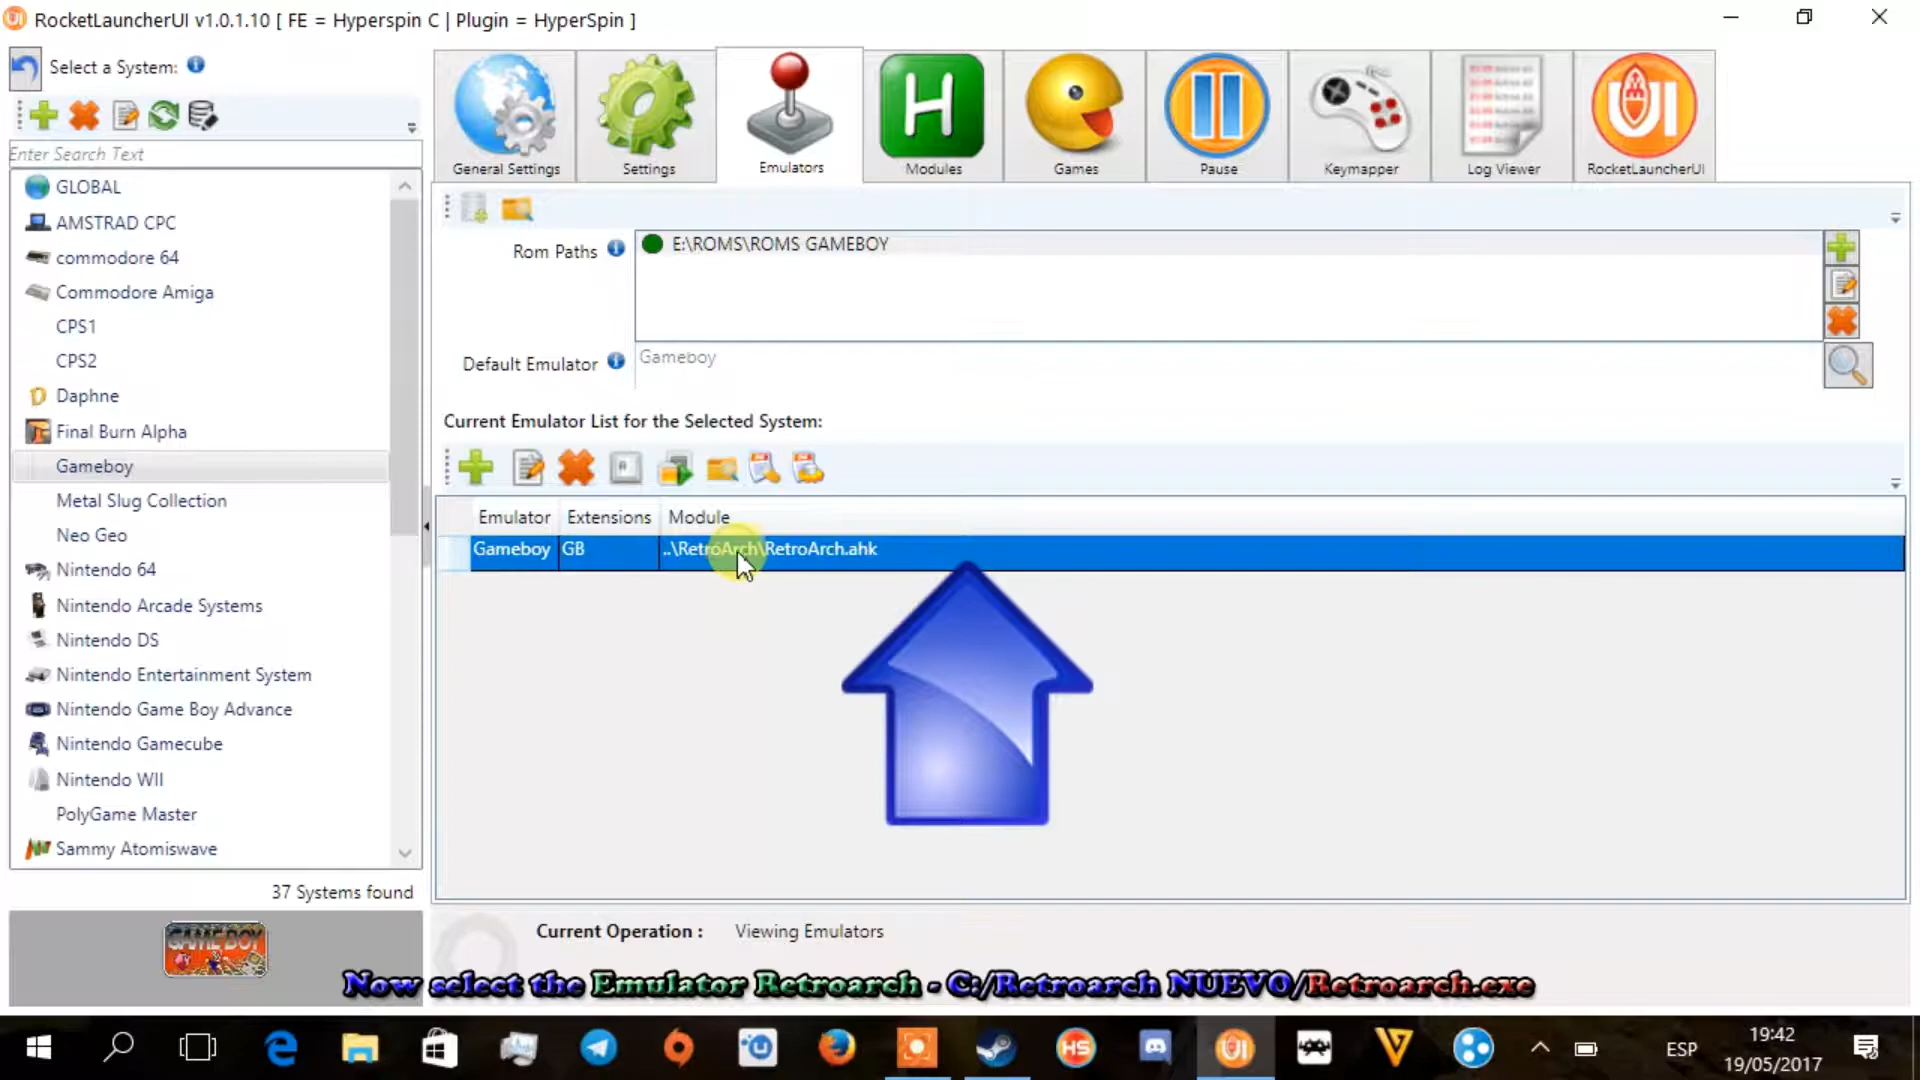 RocketLauncherUI v1.0.1.10 [ FE = Hyperspin C | Plugin = HyperSpin ]
Select a System:
Enter Search Text
GLOBAL
AMSTRAD CPC
commodore 64
Commodore Amiga
CPS1
CPS2
Daphne
Final Burn Alpha
Gameboy
Metal Slug Collection
Neo Geo
Nintendo 64
Nintendo Arcade Systems
Nintendo DS
Nintendo Entertainment System
Nintendo Game Boy Advance
Nintendo Gamecube
Nintendo WII
PolyGame Master
Sammy Atomiswave
37 Systems found
GAME BOY
General Settings
Settings
Emulators
H
Modules
Games
Pause
Keymapper
Log Viewer
UI
RocketLauncherUI
Rom Paths
E:\ROMS\ROMS GAMEBOY
Default Emulator
Gameboy
Current Emulator List for the Selected System:
Emulator Extensions Module
Gameboy GB ..\RetroArch\RetroArch.ahk
Current Operation : Viewing Emulators
Now select the Emulator Retroarch - C:/Retroarch NUEVO/Retroarch.exe
HS
UI
ESP
19:42
19/05/2017